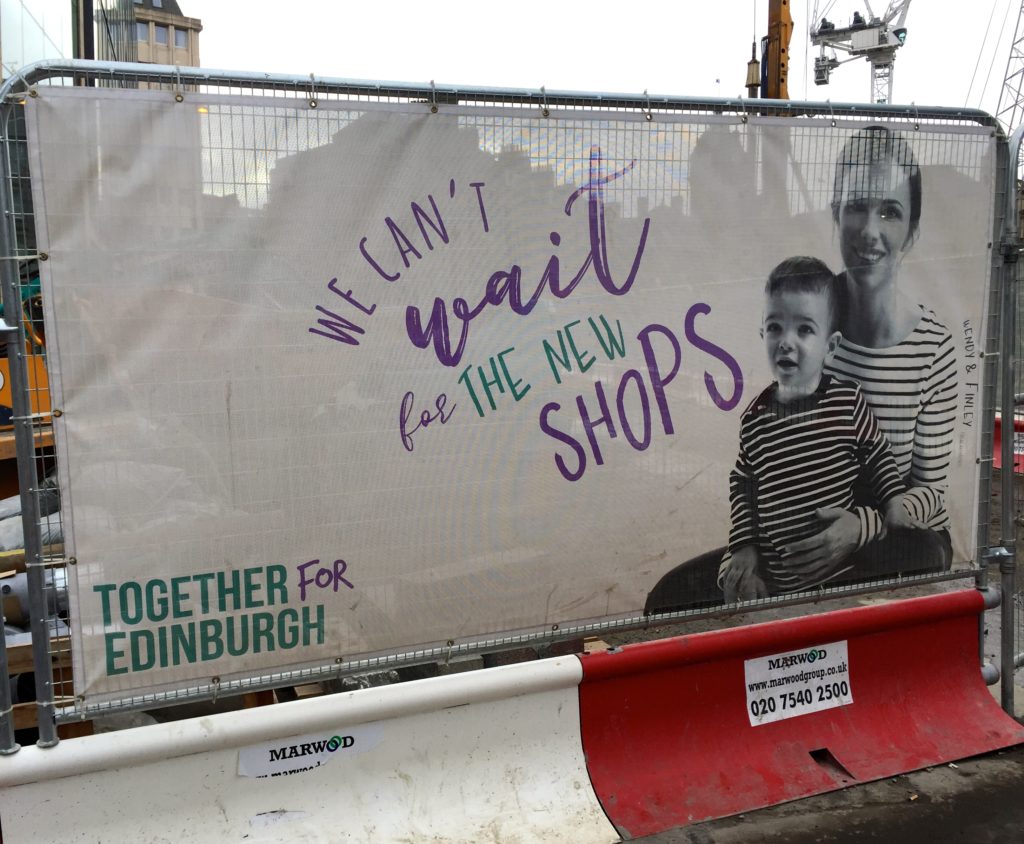 WE CAN'T
wait
for THE NEW
SHOPS
WENDY & FINLEY
TOGETHER FOR
EDINBURGH
MARWOOD
www.marwoodgroup.co.uk
020 7540 2500
MARWOOD